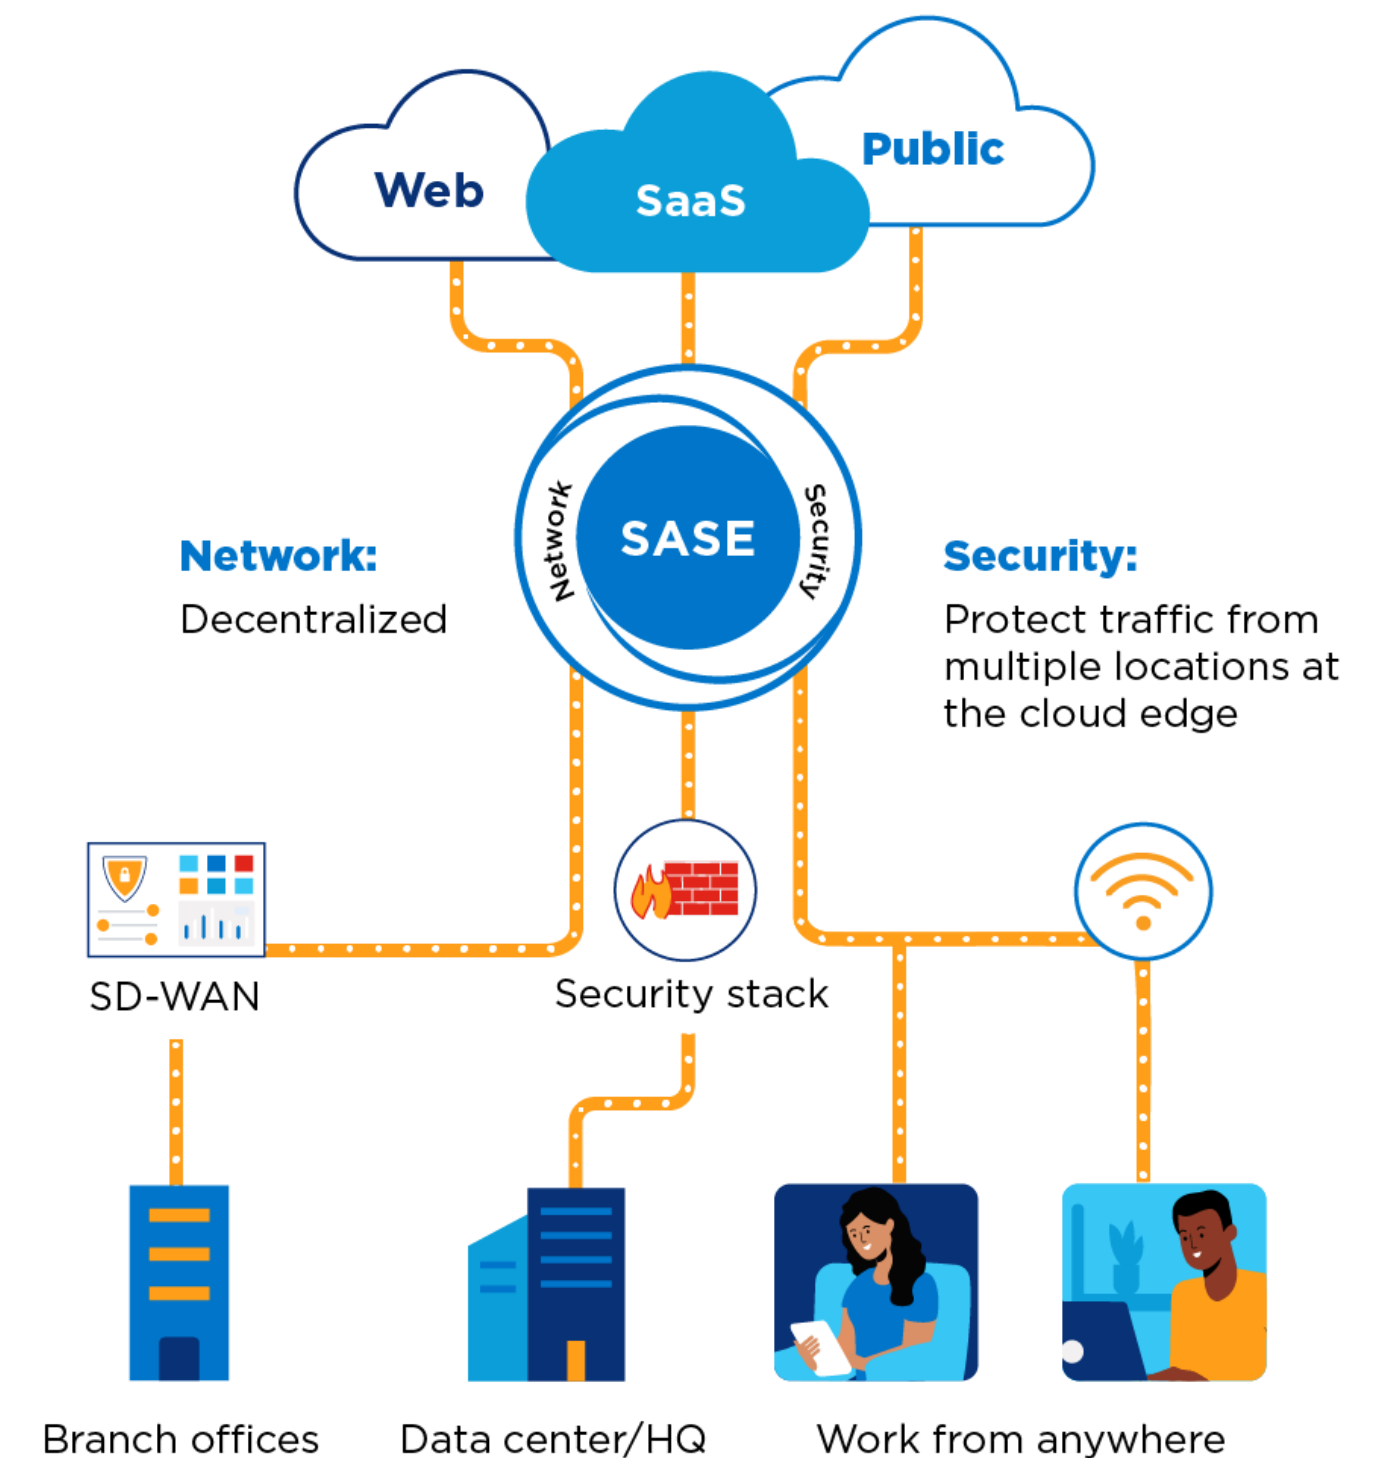 Web
SaaS
Public
Network
SASE
Security
Network:
Decentralized
Security:
Protect traffic from
multiple locations at
the cloud edge
SD-WAN
Security stack
Branch offices
Data center/HQ
Work from anywhere